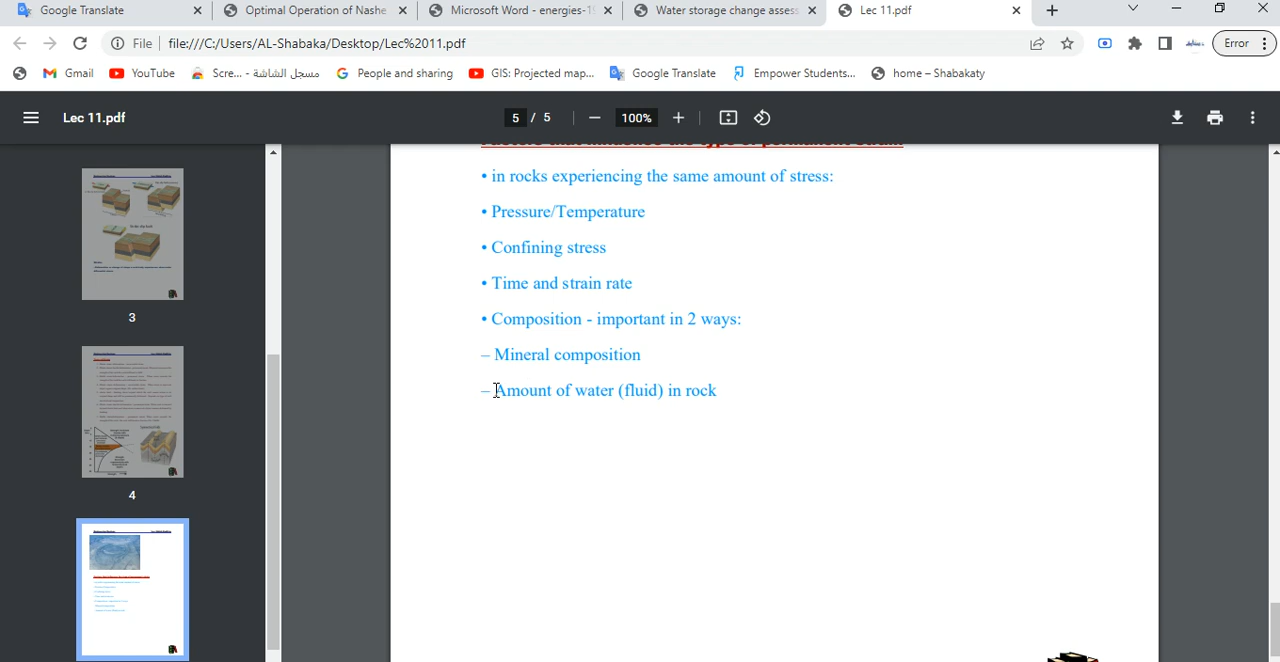 Google Translate
Optimal Operation of Nashe
Microsoft Word - energies-1
Water storage change assess
Lec 11.pdf
File
file:///C:/Users/AL-Shabaka/Desktop/Lec%2011.pdf
Error
Gmail
YouTube
Scre... - مسجل الشاشة
People and sharing
GIS: Projected map...
Google Translate
Empower Students...
home – Shabakaty
Lec 11.pdf
5 / 5
100%
• in rocks experiencing the same amount of stress:
• Pressure/Temperature
• Confining stress
• Time and strain rate
• Composition - important in 2 ways:
– Mineral composition
– Amount of water (fluid) in rock
3
4